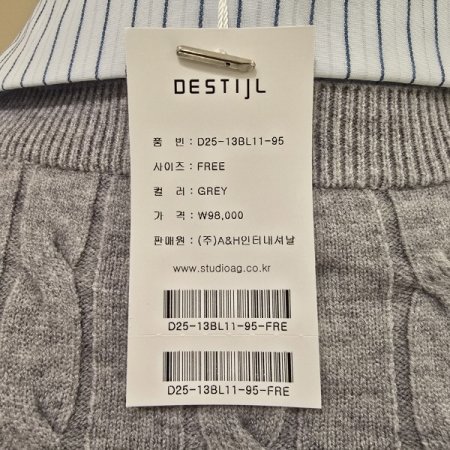 DESTIJL
품 번 : D25-13BL11-95
사이즈 : FREE
컬 러 : GREY
가 격 : ₩98,000
판매원 : (주)A&H인터내셔날
www.studioag.co.kr
D25-13BL11-95-FRE
D25-13BL11-95-FRE